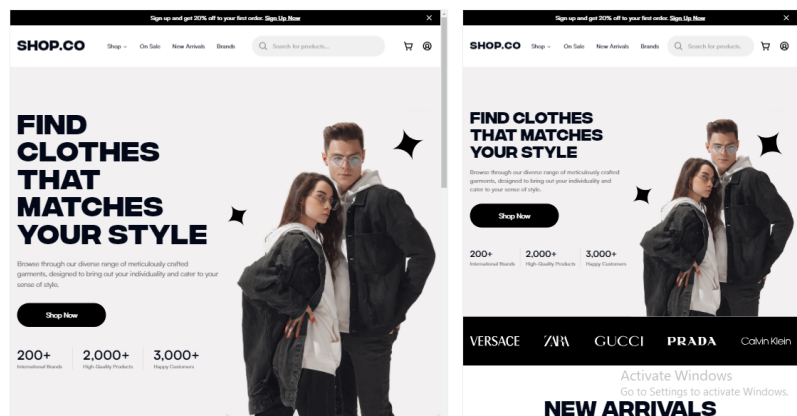 Sign up and get 20% off to your first order. Sign Up Now
SHOP.CO
Shop
On Sale
New Arrivals
Brands
Search for products...
FIND
CLOTHES
THAT
MATCHES
YOUR STYLE
Browse through our diverse range of meticulously crafted
garments, designed to bring out your individuality and cater to your
sense of style.
Shop Now
200+
International Brands
2,000+
High-Quality Products
3,000+
Happy Customers
Sign up and get 20% off to your first order. Sign Up Now
SHOP.CO
Shop
On Sale
New Arrivals
Brands
Search for products.
FIND CLOTHES
THAT MATCHES
YOUR STYLE
Browse through our diverse range of meticulously crafted
garments, designed to bring out your individuality and
cater to your sense of style.
Shop Now
200+
International Brands
2,000+
High-Quality Products
3,000+
Happy Customers
VERSACE
ZARA
GUCCI
PRADA
Calvin Klein
Activate Windows
Go to Settings to activate Windows.
NEW ARRIVALS